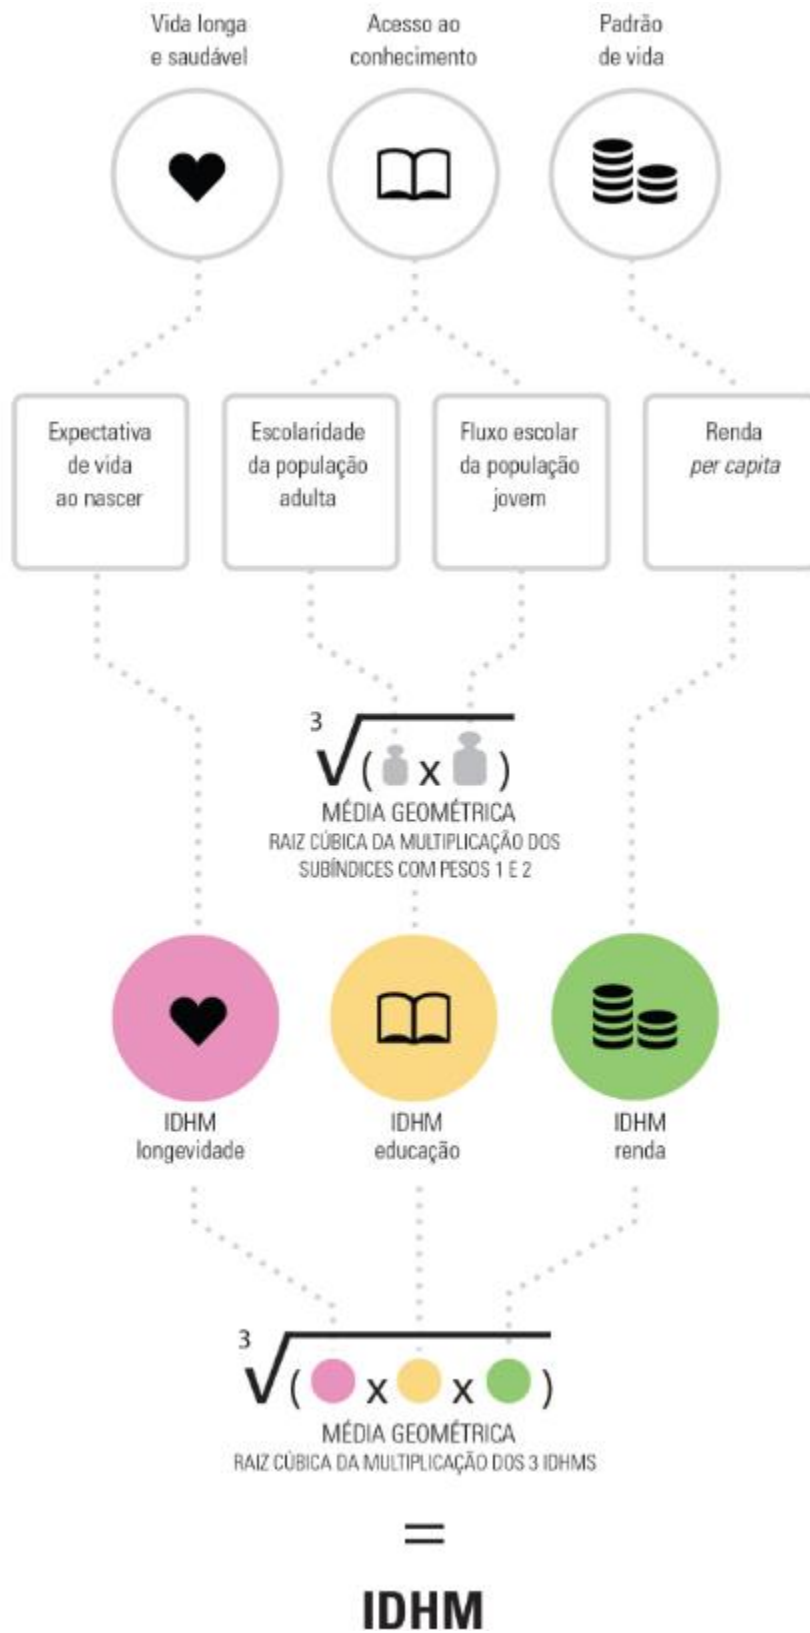 Vida longa
e saudável
Acesso ao
conhecimento
Padrão
de vida
Expectativa
de vida
ao nascer
Escolaridade
da população
adulta
Fluxo escolar
da população
jovem
Renda
per capita
3
√( x )
MÉDIA GEOMÉTRICA
RAIZ CÚBICA DA MULTIPLICAÇÃO DOS
SUBÍNDICES COM PESOS 1 E 2
IDHM
longevidade
IDHM
educação
IDHM
renda
3
√( x x )
MÉDIA GEOMÉTRICA
RAIZ CÚBICA DA MULTIPLICAÇÃO DOS 3 IDHMS
=
IDHM